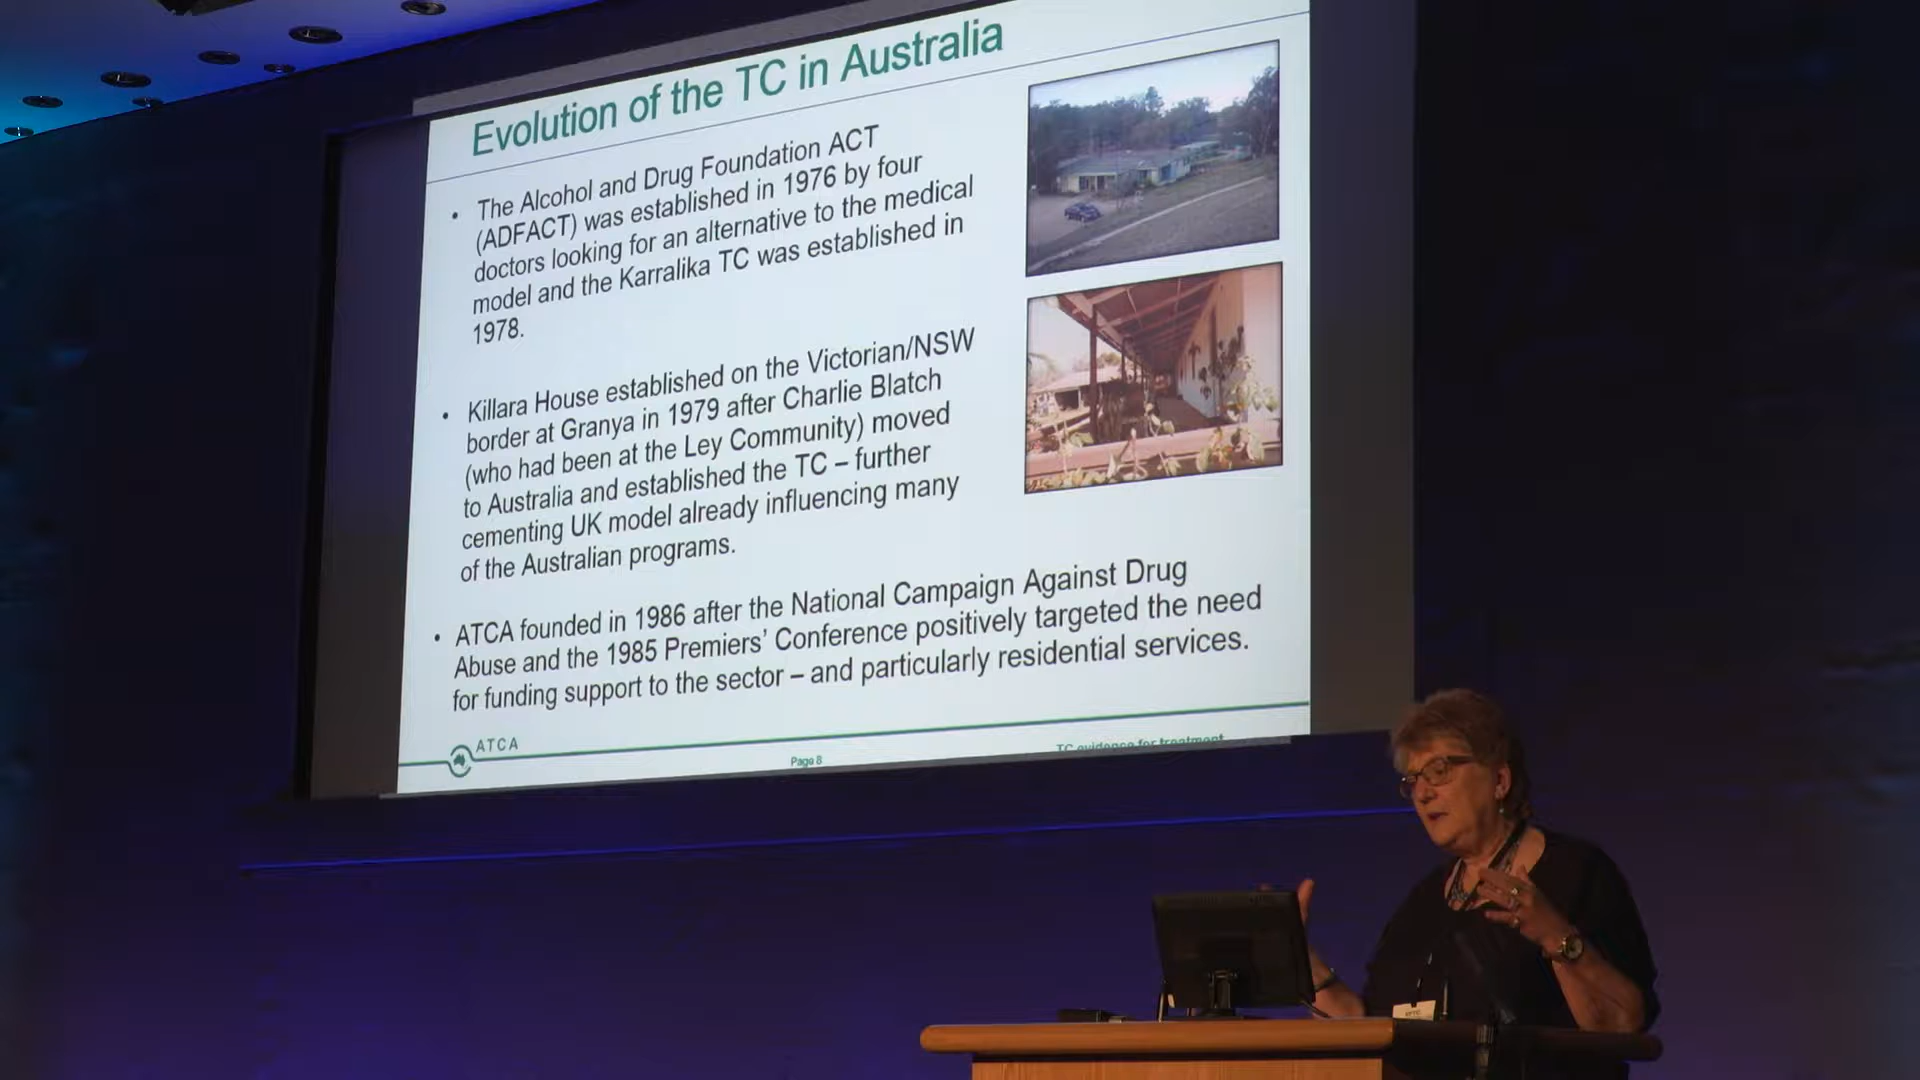 Evolution of the TC in Australia
• The Alcohol and Drug Foundation ACT
(ADFACT) was established in 1976 by four
doctors looking for an alternative to the medical
model and the Karralika TC was established in
1978.
• Killara House established on the Victorian/NSW
border at Granya in 1979 after Charlie Blatch
(who had been at the Ley Community) moved
to Australia and established the TC – further
cementing UK model already influencing many
of the Australian programs.
• ATCA founded in 1986 after the National Campaign Against Drug
Abuse and the 1985 Premiers’ Conference positively targeted the need
for funding support to the sector – and particularly residential services.
ATCA
Page 8
TC evidence for treatment